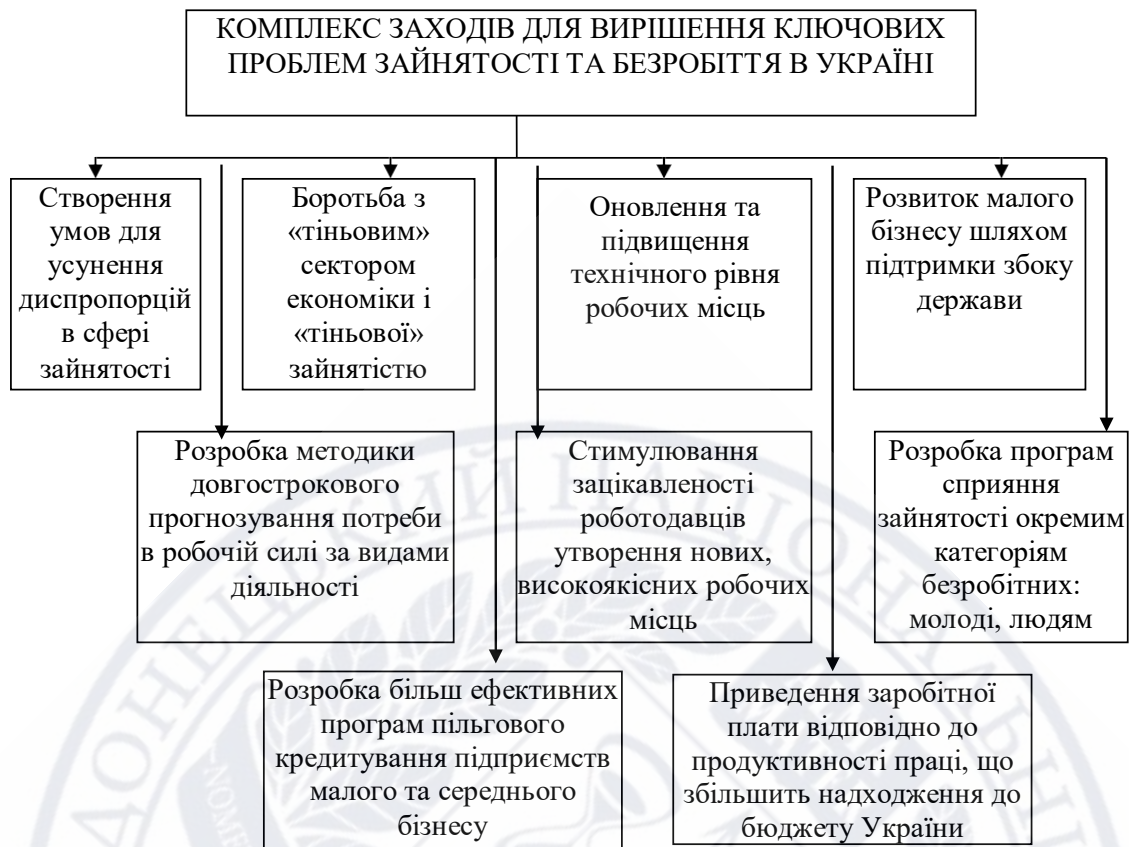 КОМПЛЕКС ЗАХОДІВ ДЛЯ ВИРІШЕННЯ КЛЮЧОВИХ
ПРОБЛЕМ ЗАЙНЯТОСТІ ТА БЕЗРОБІТТЯ В УКРАЇНІ
Створення
умов для
усунення
диспропорцій
в сфері
зайнятості
Боротьба з
«тіньовим»
сектором
економіки і
«тіньової»
зайнятістю
Оновлення та
підвищення
технічного рівня
робочих місць
Розвиток малого
бізнесу шляхом
підтримки збоку
держави
Розробка методики
довгострокового
прогнозування потреби
в робочій силі за видами
діяльності
Стимулювання
зацікавленості
роботодавців
утворення нових,
високоякісних робочих
місць
Розробка програм
сприяння
зайнятості окремим
категоріям
безробітних:
молоді, людям
Розробка більш ефективних
програм пільгового
кредитування підприємств
малого та середнього
бізнесу
Приведення заробітної
плати відповідно до
продуктивності праці, що
збільшить надходження до
бюджету України
ДОНЕЦЬКИЙ НАЦІОНАЛЬНИЙ